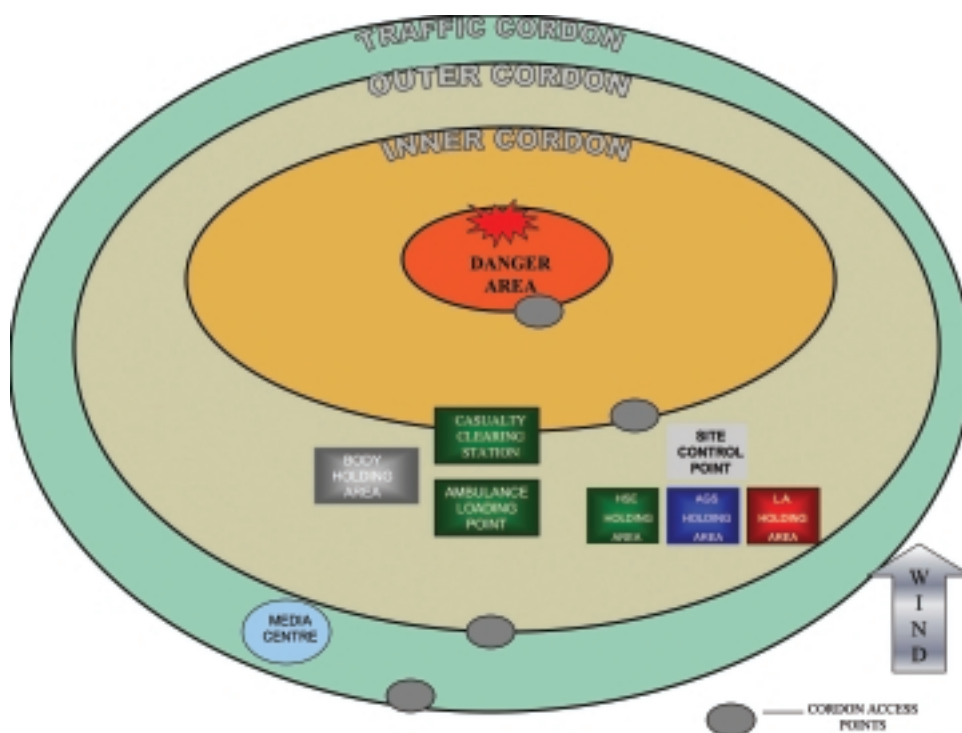 TRAFFIC CORDON
OUTER CORDON
INNER CORDON
DANGER
AREA
CASUALTY
CLEARING
STATION
BODY
HOLDING
AREA
AMBULANCE
LOADING
POINT
SITE
CONTROL
POINT
HSE
HOLDING
AREA
AGS
HOLDING
AREA
L.A
HOLDING
AREA
MEDIA
CENTRE
W
I
N
D
CORDON ACCESS
POINTS